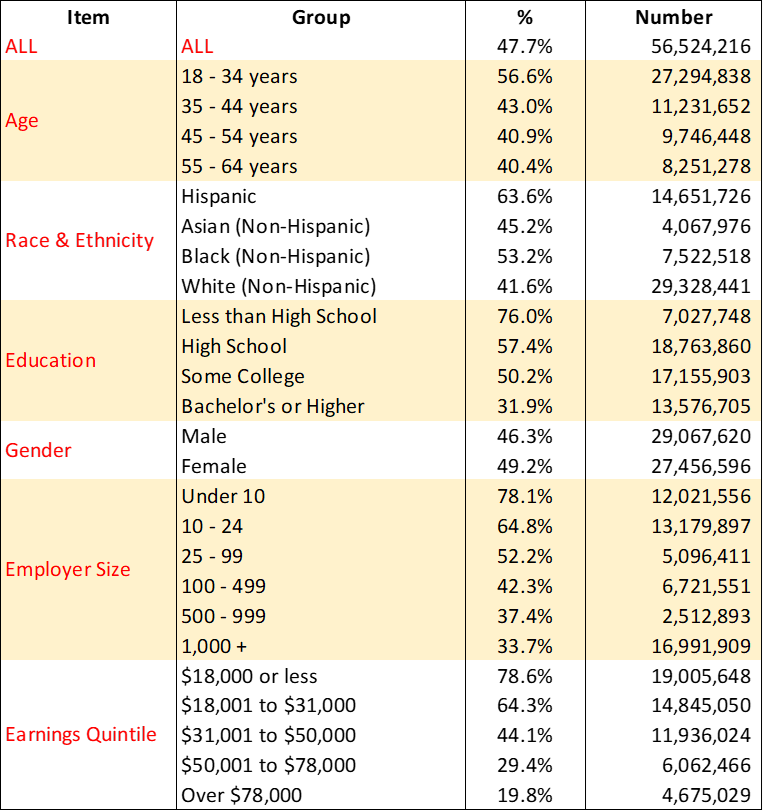 Item Group % Number
ALL ALL 47.7% 56,524,216
Age
18 - 34 years 56.6% 27,294,838
35 - 44 years 43.0% 11,231,652
45 - 54 years 40.9% 9,746,448
55 - 64 years 40.4% 8,251,278
Race & Ethnicity
Hispanic 63.6% 14,651,726
Asian (Non-Hispanic) 45.2% 4,067,976
Black (Non-Hispanic) 53.2% 7,522,518
White (Non-Hispanic) 41.6% 29,328,441
Education
Less than High School 76.0% 7,027,748
High School 57.4% 18,763,860
Some College 50.2% 17,155,903
Bachelor's or Higher 31.9% 13,576,705
Gender
Male 46.3% 29,067,620
Female 49.2% 27,456,596
Employer Size
Under 10 78.1% 12,021,556
10 - 24 64.8% 13,179,897
25 - 99 52.2% 5,096,411
100 - 499 42.3% 6,721,551
500 - 999 37.4% 2,512,893
1,000 + 33.7% 16,991,909
Earnings Quintile
$18,000 or less 78.6% 19,005,648
$18,001 to $31,000 64.3% 14,845,050
$31,001 to $50,000 44.1% 11,936,024
$50,001 to $78,000 29.4% 6,062,466
Over $78,000 19.8% 4,675,029